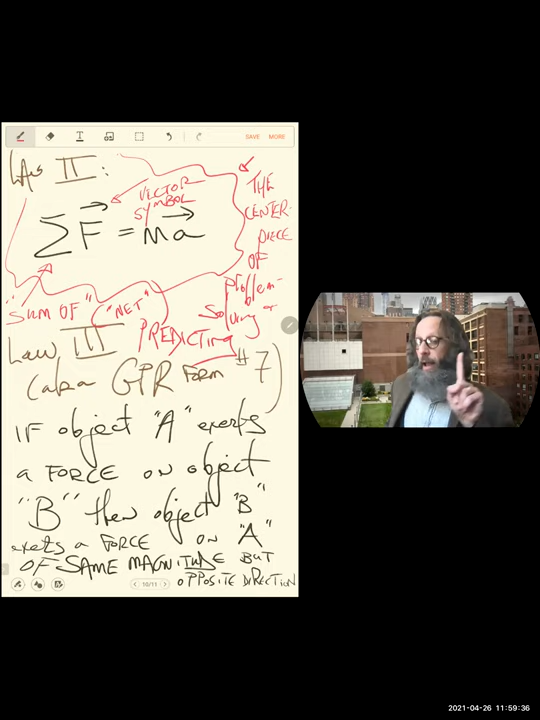 SAVE MORE
LAW II:
VECTOR
SYMBOL
∑F = ma
THE
CENTER-
PIECE
OF
Problem-
Solving +
PREDICTING
"SUM OF" "NET"
Law III
(aka GPR FORM #7)
IF object "A" exerts
a FORCE ON object
"B" then object "B"
exerts a FORCE ON "A"
OF SAME MAGNITUDE BUT
OPPOSITE DIRECTION
10/11
2021-04-26 11:59:36